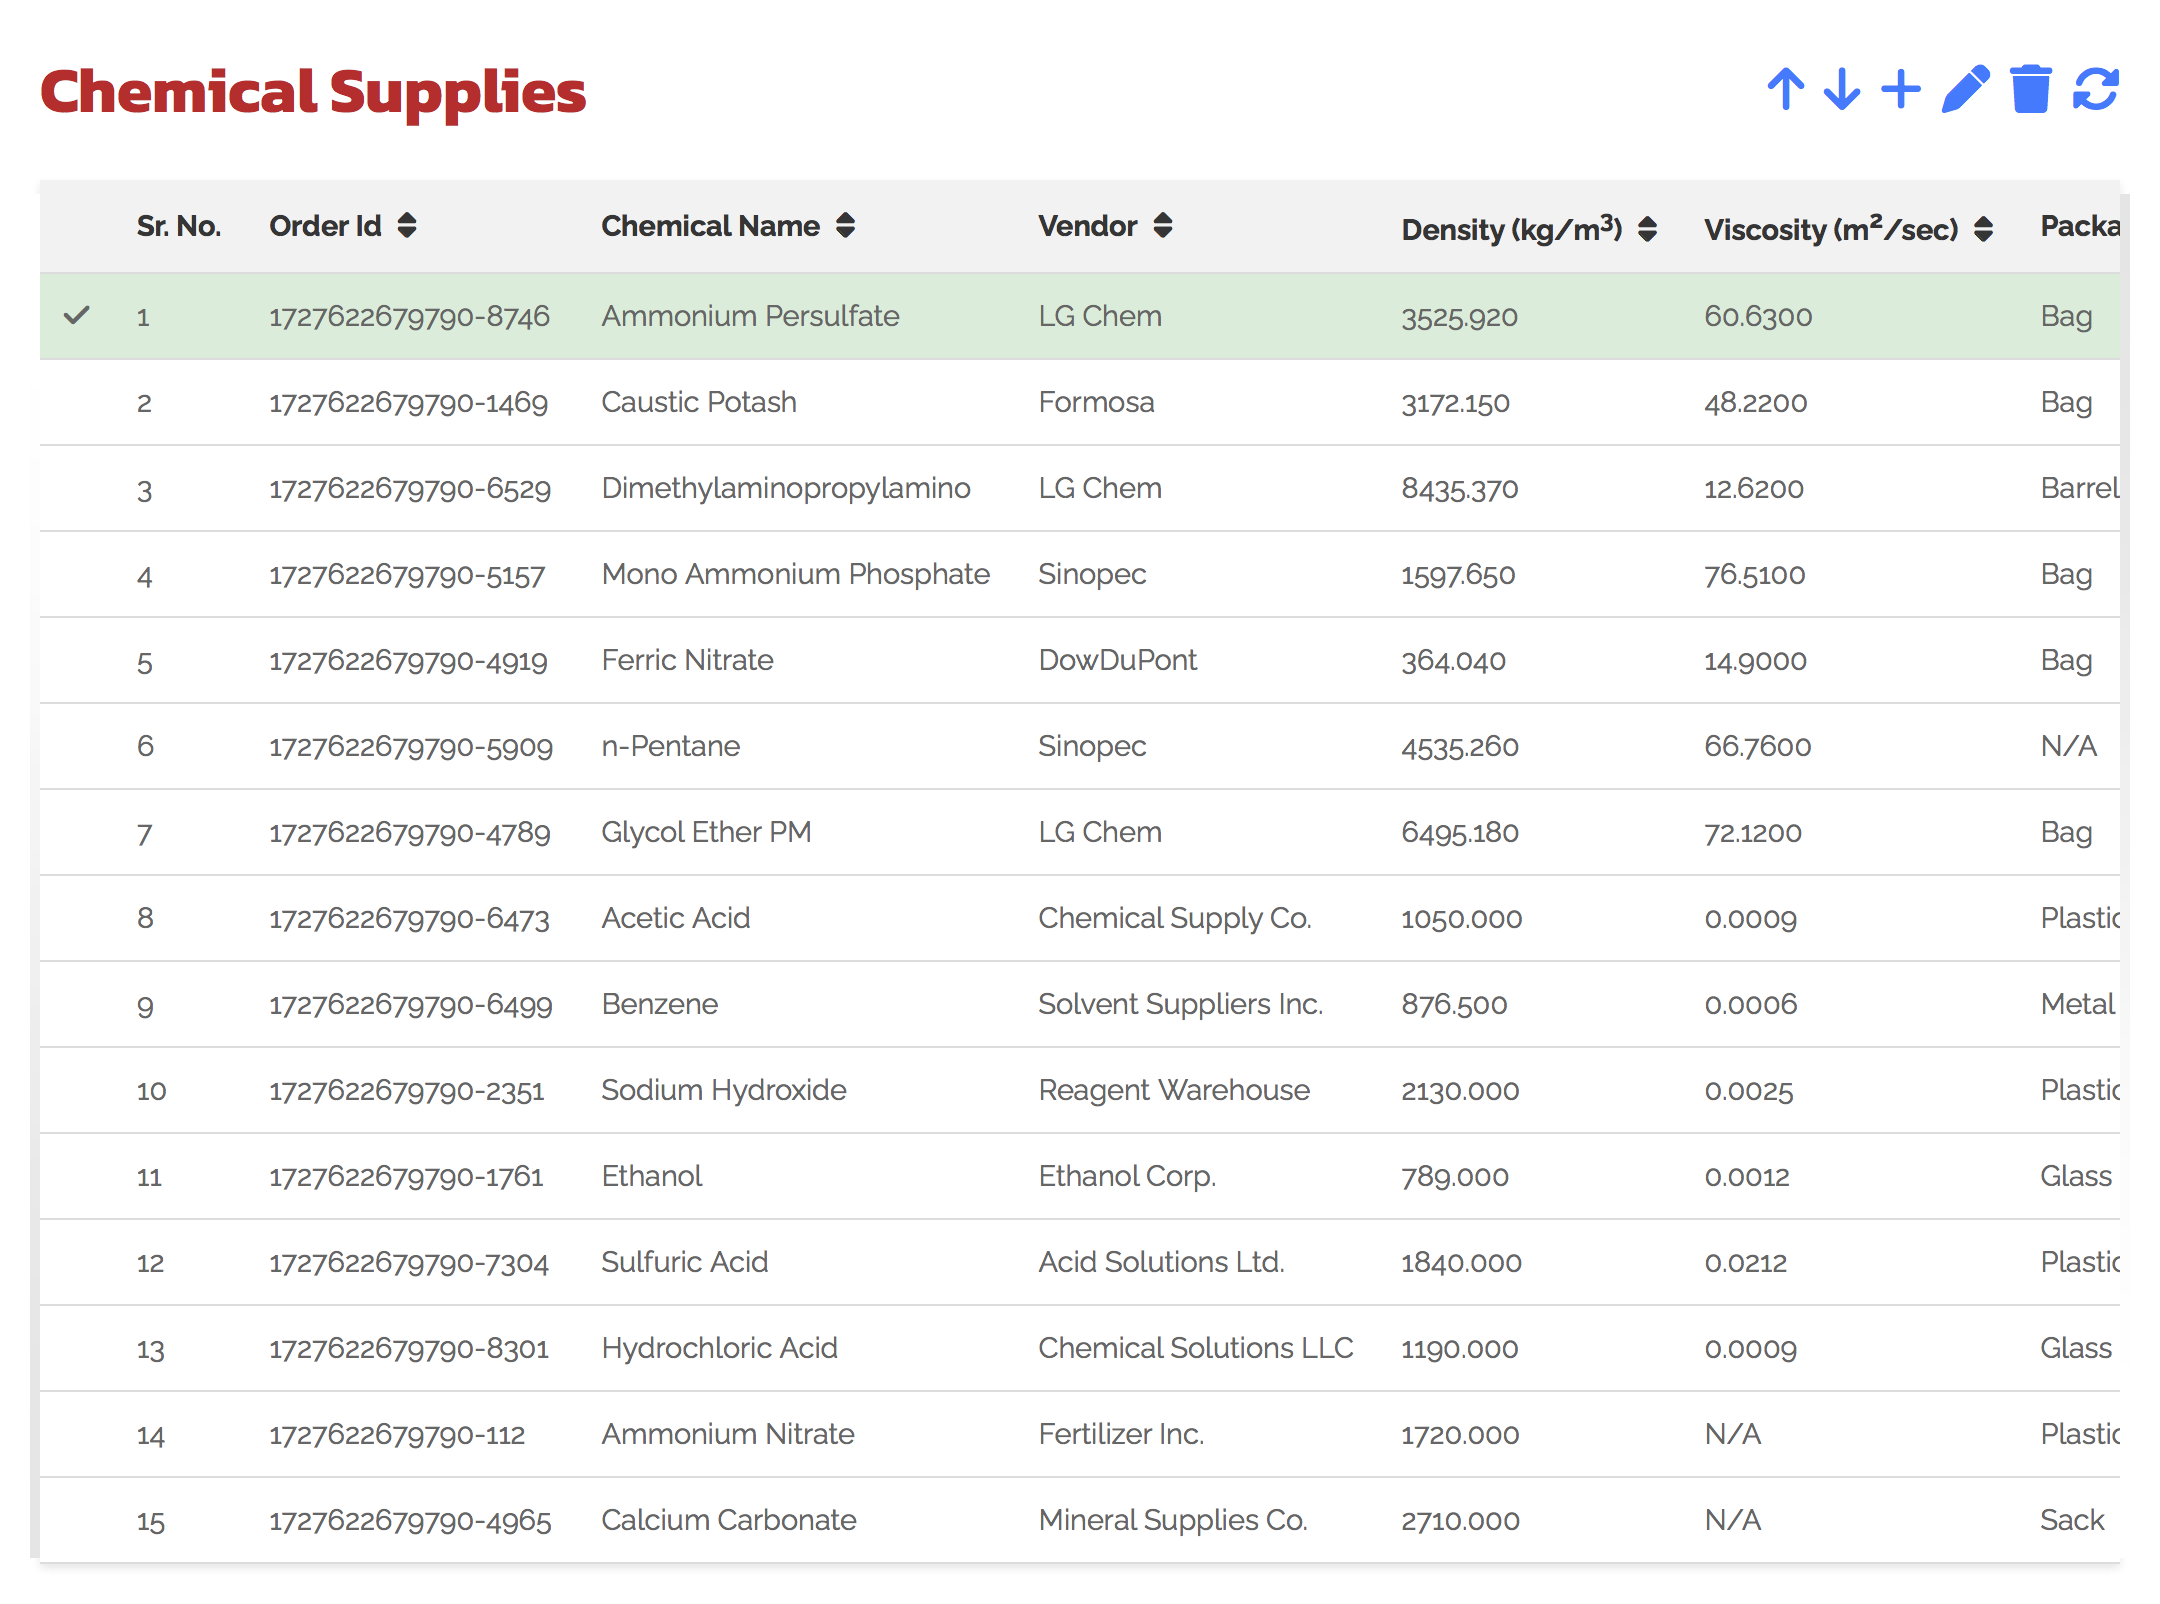 Chemical Supplies
Sr. No. Order Id Chemical Name Vendor Density (kg/m³) Viscosity (m²/sec) Packa
1 1727622679790-8746 Ammonium Persulfate LG Chem 3525.920 60.6300 Bag
2 1727622679790-1469 Caustic Potash Formosa 3172.150 48.2200 Bag
3 1727622679790-6529 Dimethylaminopropylamino LG Chem 8435.370 12.6200 Barrel
4 1727622679790-5157 Mono Ammonium Phosphate Sinopec 1597.650 76.5100 Bag
5 1727622679790-4919 Ferric Nitrate DowDuPont 364.040 14.9000 Bag
6 1727622679790-5909 n-Pentane Sinopec 4535.260 66.7600 N/A
7 1727622679790-4789 Glycol Ether PM LG Chem 6495.180 72.1200 Bag
8 1727622679790-6473 Acetic Acid Chemical Supply Co. 1050.000 0.0009 Plastic
9 1727622679790-6499 Benzene Solvent Suppliers Inc. 876.500 0.0006 Metal
10 1727622679790-2351 Sodium Hydroxide Reagent Warehouse 2130.000 0.0025 Plastic
11 1727622679790-1761 Ethanol Ethanol Corp. 789.000 0.0012 Glass
12 1727622679790-7304 Sulfuric Acid Acid Solutions Ltd. 1840.000 0.0212 Plastic
13 1727622679790-8301 Hydrochloric Acid Chemical Solutions LLC 1190.000 0.0009 Glass
14 1727622679790-112 Ammonium Nitrate Fertilizer Inc. 1720.000 N/A Plastic
15 1727622679790-4965 Calcium Carbonate Mineral Supplies Co. 2710.000 N/A Sack